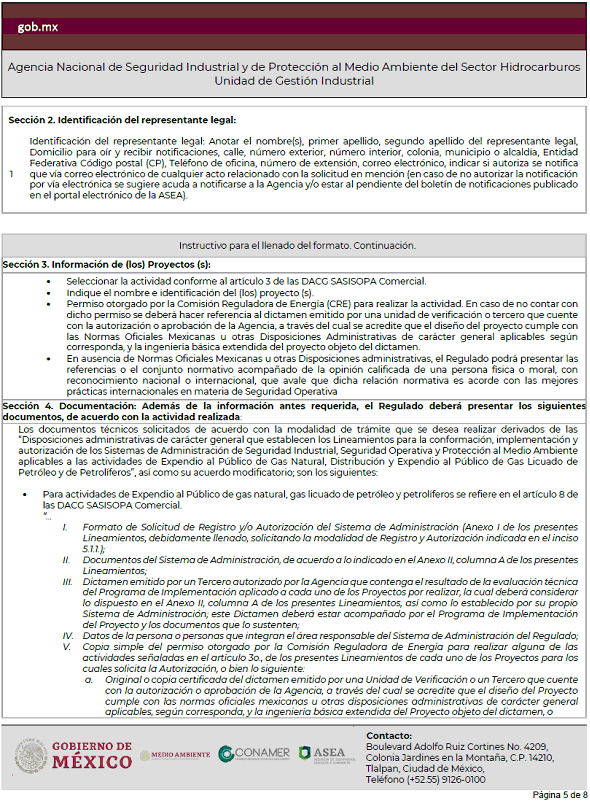 gob.mx
Agencia Nacional de Seguridad Industrial y de Protección al Medio Ambiente del Sector Hidrocarburos
Unidad de Gestión Industrial
Sección 2. Identificación del representante legal:
Identificación del representante legal: Anotar el nombre(s), primer apellido, segundo apellido del representante legal,
Domicilio para oír y recibir notificaciones, calle, número exterior, número interior, colonia, municipio o alcaldía, Entidad
Federativa Código postal (CP), Teléfono de oficina, número de extensión, correo electrónico, indicar si autoriza se notifica
1 que vía correo electrónico de cualquier acto relacionado con la solicitud en mención (en caso de no autorizar la notificación
por vía electrónica se sugiere acuda a notificarse a la Agencia y/o estar al pendiente del boletín de notificaciones publicado
en el portal electrónico de la ASEA).
Instructivo para el llenado del formato. Continuación.
Sección 3. Información de (los) Proyectos (s):
• Seleccionar la actividad conforme al artículo 3 de las DACG SASISOPA Comercial.
• Indique el nombre e identificación del (los) proyecto (s).
• Permiso otorgado por la Comisión Reguladora de Energía (CRE) para realizar la actividad. En caso de no contar con
dicho permiso se deberá hacer referencia al dictamen emitido por una unidad de verificación o tercero que cuente
con la autorización o aprobación de la Agencia, a través del cual se acredite que el diseño del proyecto cumple con
las Normas Oficiales Mexicanas u otras Disposiciones Administrativas de carácter general aplicables según
corresponda, y la ingeniería básica extendida del proyecto objeto del dictamen.
• En ausencia de Normas Oficiales Mexicanas u otras Disposiciones administrativas, el Regulado podrá presentar las
referencias o el conjunto normativo acompañado de la opinión calificada de una persona física o moral, con
reconocimiento nacional o internacional, que avale que dicha relación normativa es acorde con las mejores
prácticas internacionales en materia de Seguridad Operativa
Sección 4. Documentación: Además de la información antes requerida, el Regulado deberá presentar los siguientes
documentos, de acuerdo con la actividad realizada:
Los documentos técnicos solicitados de acuerdo con la modalidad de trámite que se desea realizar derivados de las
"Disposiciones administrativas de carácter general que establecen los Lineamientos para la conformación, implementación y
autorización de los Sistemas de Administración de Seguridad Industrial, Seguridad Operativa y Protección al Medio Ambiente
aplicables a las actividades de Expendio al Público de Gas Natural, Distribución y Expendio al Público de Gas Licuado de
Petróleo y de Petrolíferos", así como su acuerdo modificatorio; son los siguientes:
• Para actividades de Expendio al Público de gas natural, gas licuado de petróleo y petrolíferos se refiere en el artículo 8 de
las DACG SASISOPA Comercial.
"...
I. Formato de Solicitud de Registro y/o Autorización del Sistema de Administración (Anexo I de los presentes
Lineamientos, debidamente llenado, solicitando la modalidad de Registro y Autorización indicada en el inciso
5.1.1.);
II. Documentos del Sistema de Administración, de acuerdo a lo indicado en el Anexo II, columna A de los presentes
Lineamientos;
III. Dictamen emitido por un Tercero autorizado por la Agencia que contenga el resultado de la evaluación técnica
del Programa de Implementación aplicado a cada uno de los Proyectos por realizar, la cual deberá considerar
lo dispuesto en el Anexo II, columna A de los presentes Lineamientos, así como lo establecido por su propio
Sistema de Administración; este Dictamen deberá estar acompañado por el Programa de Implementación
del Proyecto y los documentos que lo sustenten;
IV. Datos de la persona o personas que integran el área responsable del Sistema de Administración del Regulado;
V. Copia simple del permiso otorgado por la Comisión Reguladora de Energía para realizar alguna de las
actividades señaladas en el artículo 3o., de los presentes Lineamientos de cada uno de los Proyectos para los
cuales solicita la Autorización, o bien lo siguiente:
a. Original o copia certificada del dictamen emitido por una Unidad de Verificación o un Tercero que cuente
con la autorización o aprobación de la Agencia, a través del cual se acredite que el diseño del Proyecto
cumple con las normas oficiales mexicanas u otras disposiciones administrativas de carácter general
aplicables, según corresponda, y la ingeniería básica extendida del Proyecto objeto del dictamen, o
GOBIERNO DE
MÉXICO
MEDIO AMBIENTE
CONAMER
ASEA
Contacto:
Boulevard Adolfo Ruiz Cortines No. 4209,
Colonia Jardines en la Montaña, C.P. 14210,
Tlalpan, Ciudad de México,
Teléfono (+52.55) 9126-0100
Página 5 de 8